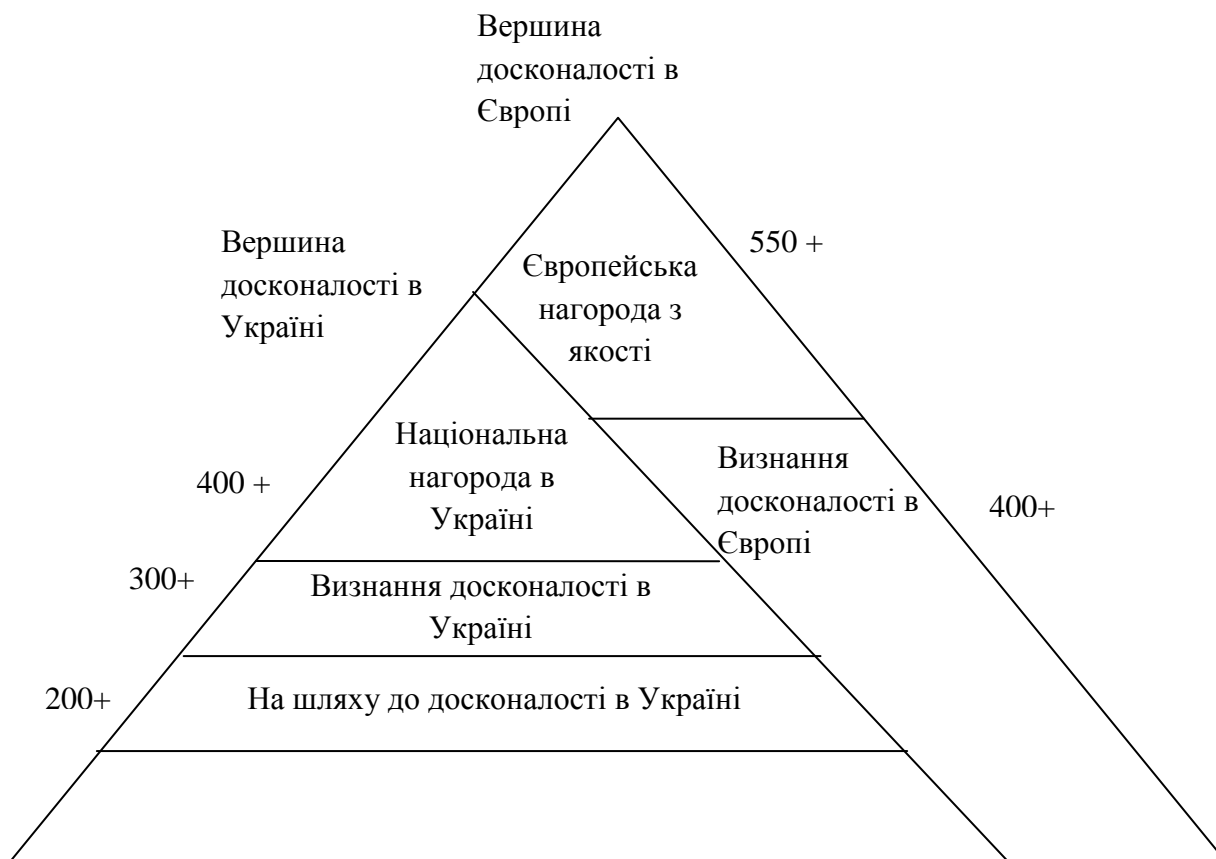 Вершина
досконалості в
Європі
Вершина
досконалості в
Україні
550 +
Європейська
нагорода з
якості
Національна
нагорода в
Україні
400 +
Визнання
досконалості в
Європі
400+
300+
Визнання досконалості в
Україні
200+
На шляху до досконалості в Україні